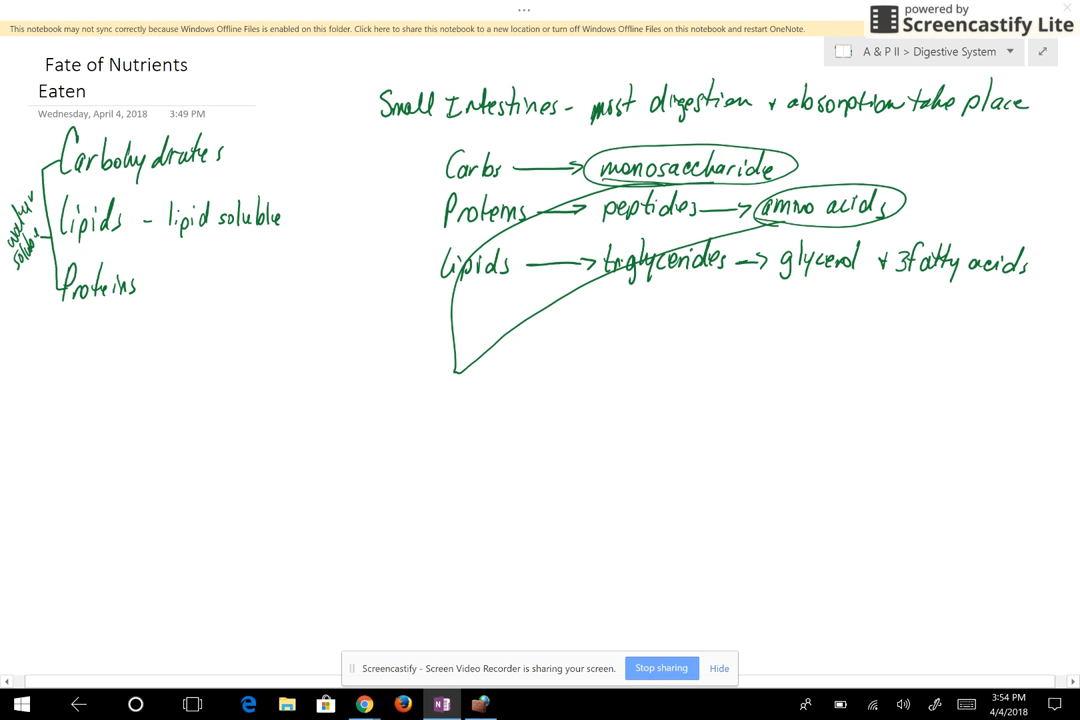 powered by
Screencastify Lite
This notebook may not sync correctly because Windows Offline Files is enabled on this folder. Click here to share this notebook to a new location or turn off Windows Offline Files on this notebook and restart OneNote.
A & P II > Digestive System
Fate of Nutrients
Eaten
Wednesday, April 4, 2018 3:49 PM
Carbohydrates
Lipids - lipid soluble
Proteins
water
soluble
Small Intestines - most digestion + absorption take place
Carbs → monosaccharide
Proteins → peptides → amino acids
Lipids → triglycerides → glycerol + 3 fatty acids
Screencastify - Screen Video Recorder is sharing your screen.
Stop sharing
Hide
3:54 PM
4/4/2018